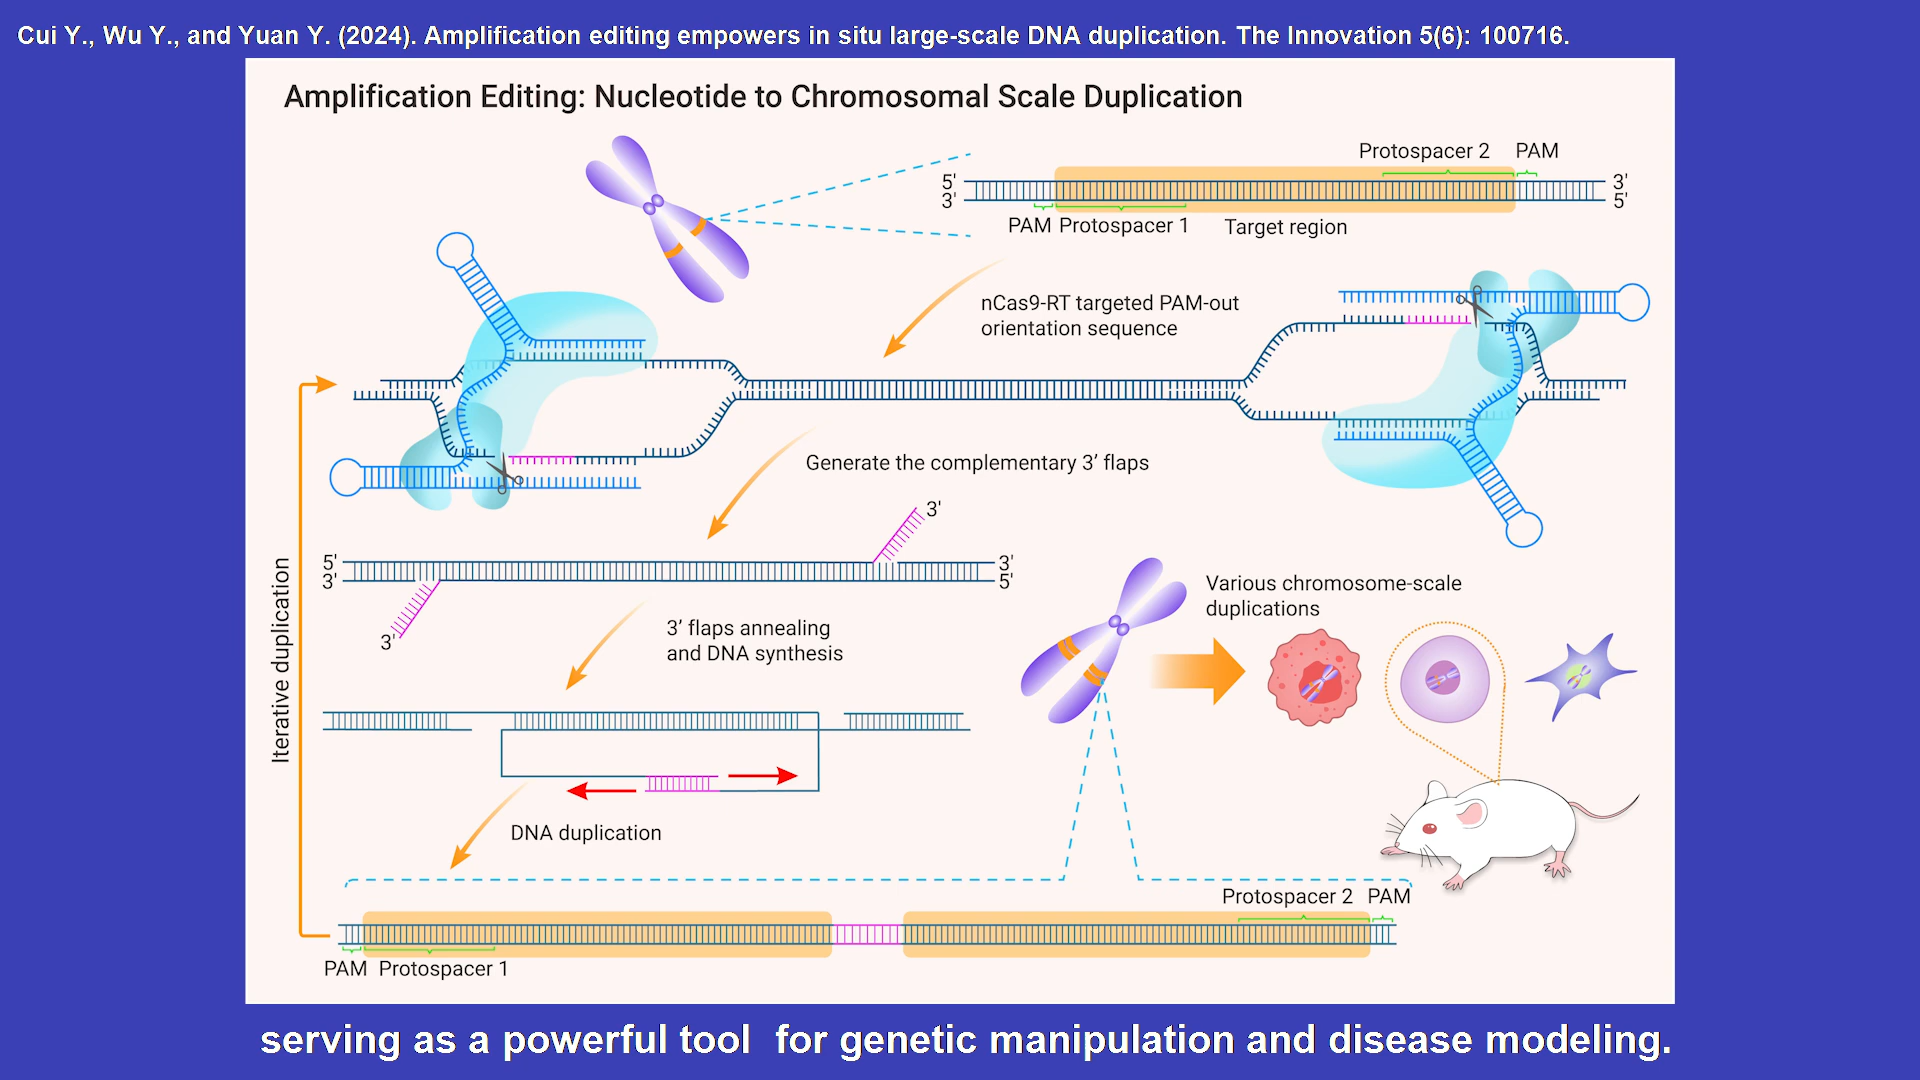 Cui Y., Wu Y., and Yuan Y. (2024). Amplification editing empowers in situ large-scale DNA duplication. The Innovation 5(6): 100716.
Amplification Editing: Nucleotide to Chromosomal Scale Duplication
Protospacer 2 PAM
5' 3'
3' 5'
PAM Protospacer 1 Target region
nCas9-RT targeted PAM-out
orientation sequence
Generate the complementary 3’ flaps
3'
5' 3'
3' 5'
3'
3’ flaps annealing
and DNA synthesis
Various chromosome-scale
duplications
Iterative duplication
DNA duplication
Protospacer 2 PAM
PAM Protospacer 1
serving as a powerful tool  for genetic manipulation and disease modeling.